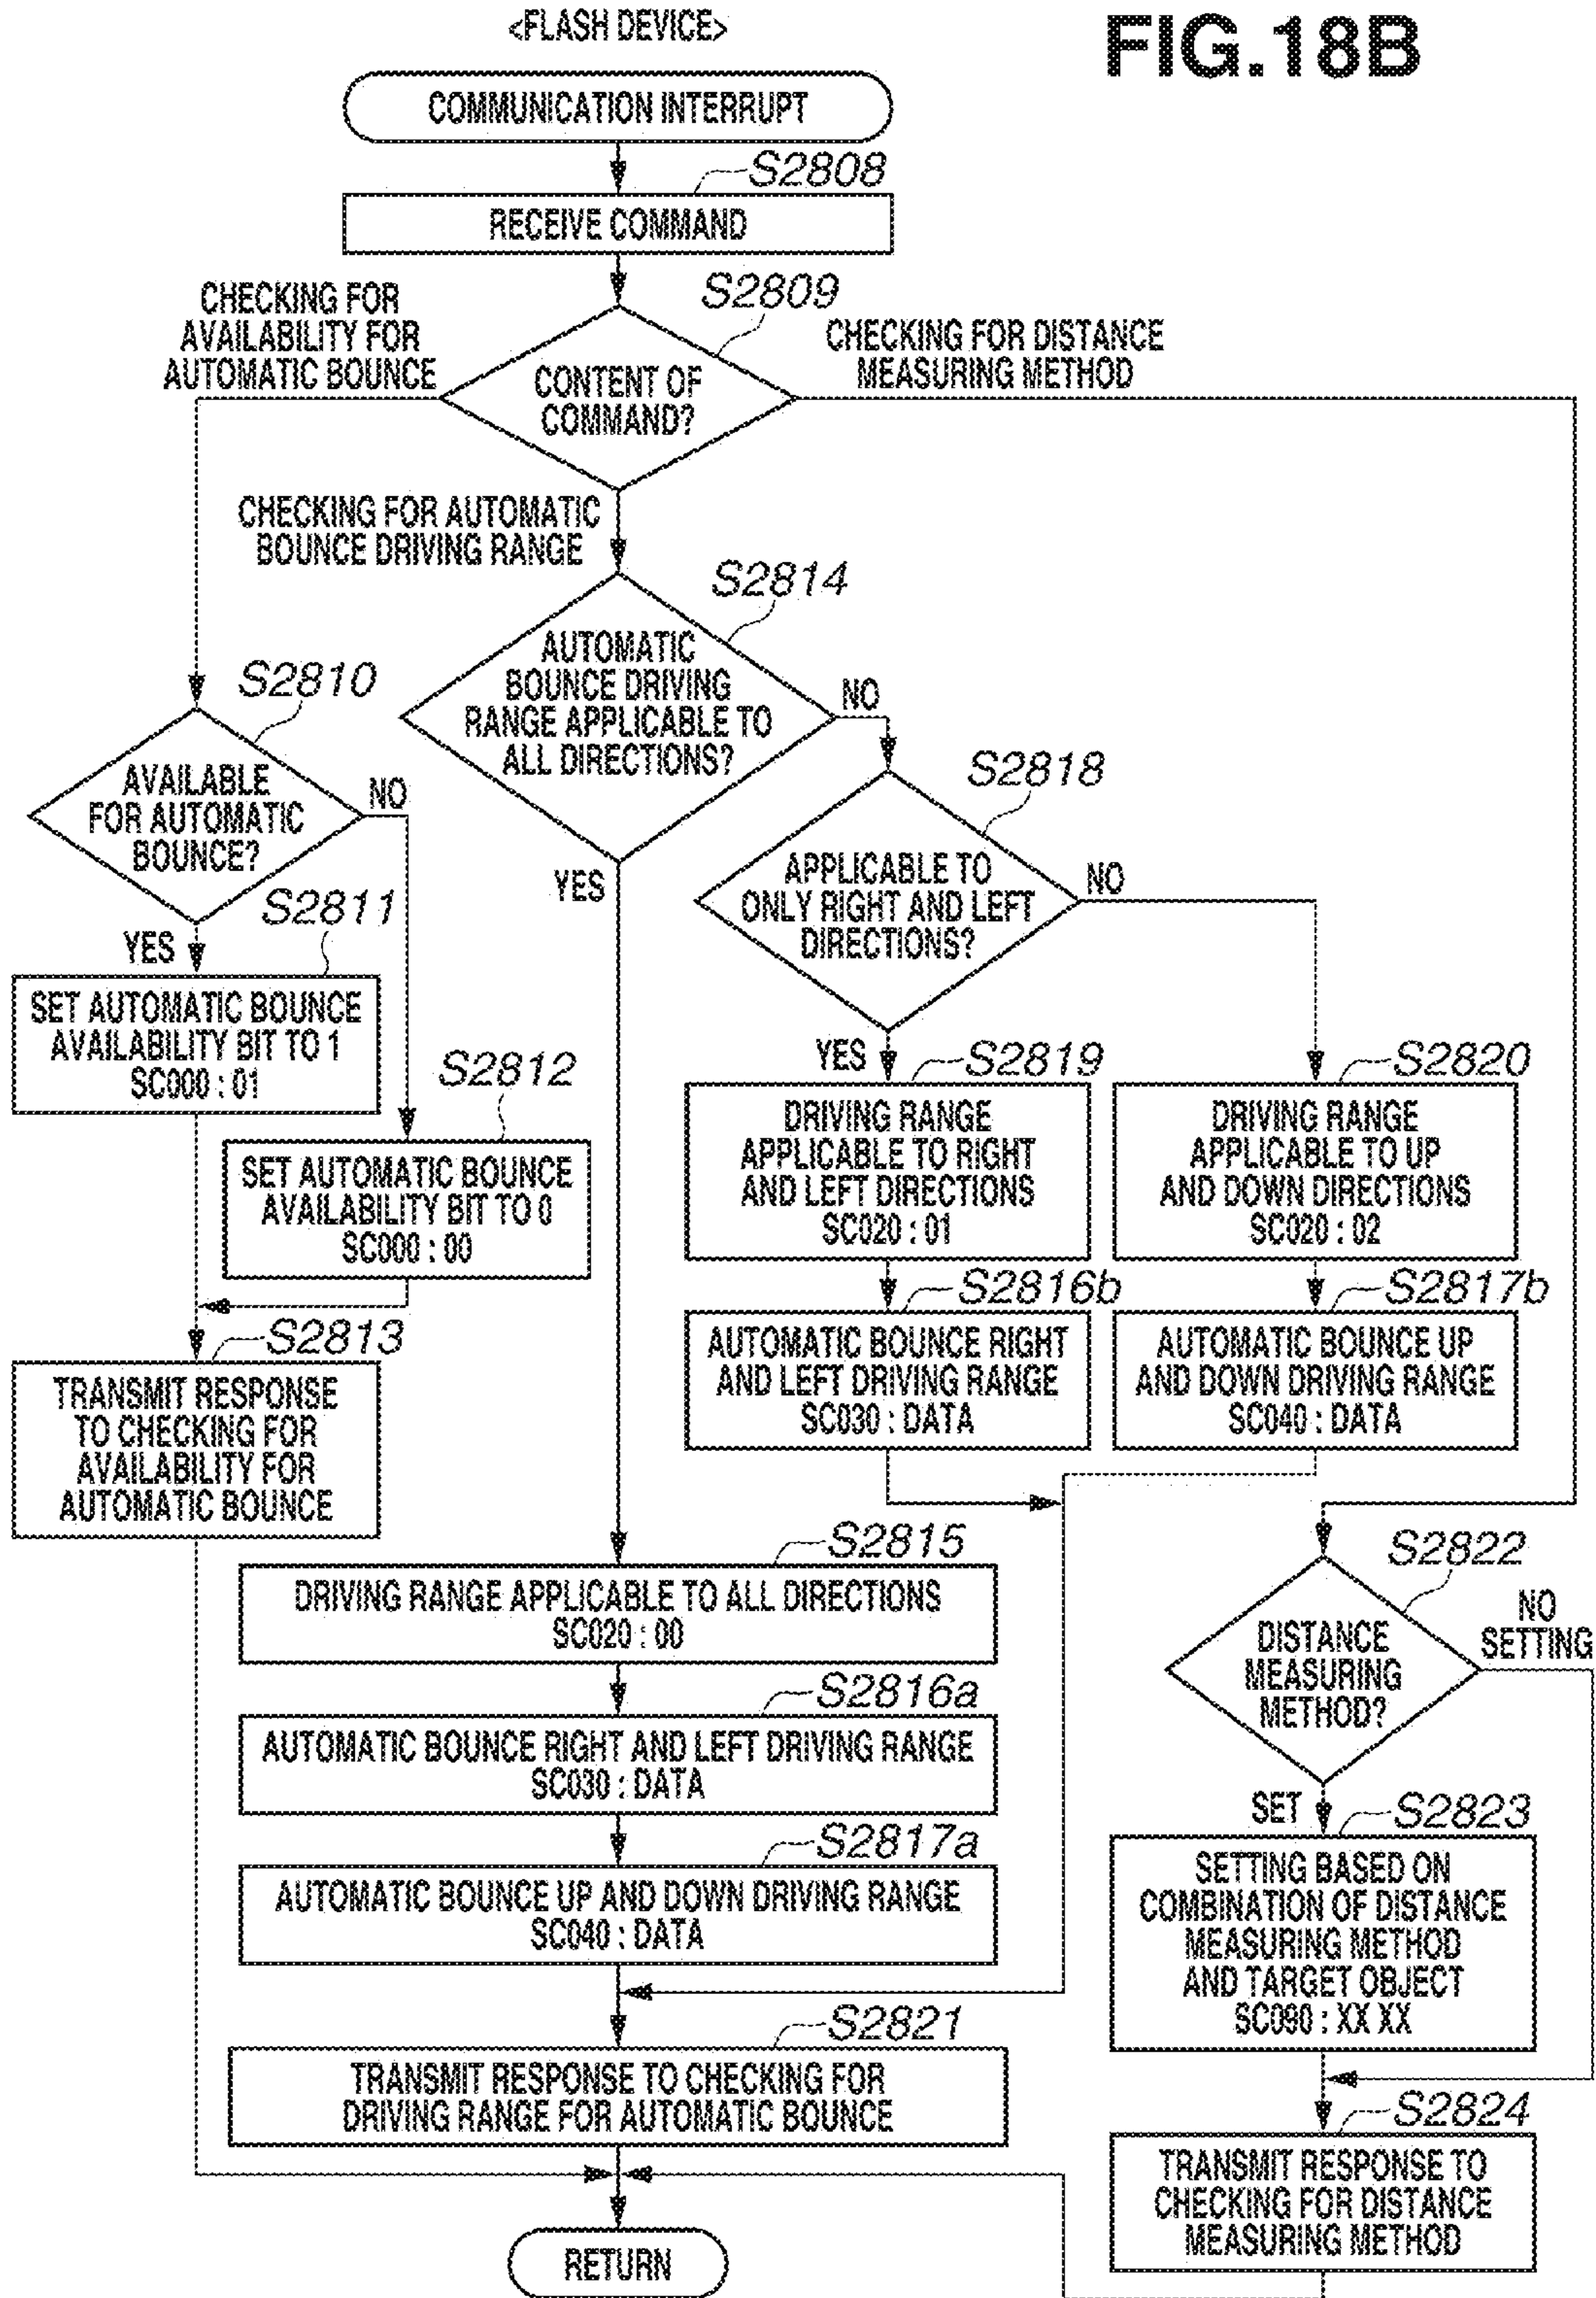 <FLASH DEVICE>
FIG.18B
COMMUNICATION INTERRUPT
S2808
RECEIVE COMMAND
S2809
CHECKING FOR
AVAILABILITY FOR
AUTOMATIC BOUNCE
CHECKING FOR DISTANCE
MEASURING METHOD
CONTENT OF
COMMAND?
CHECKING FOR AUTOMATIC
BOUNCE DRIVING RANGE
S2814
AUTOMATIC
BOUNCE DRIVING
RANGE APPLICABLE TO
ALL DIRECTIONS?
NO
YES
S2810
AVAILABLE
FOR AUTOMATIC
BOUNCE?
NO
YES
S2811
SET AUTOMATIC BOUNCE
AVAILABILITY BIT TO 1
SC000 : 01
S2812
SET AUTOMATIC BOUNCE
AVAILABILITY BIT TO 0
SC000 : 00
S2813
TRANSMIT RESPONSE
TO CHECKING FOR
AVAILABILITY FOR
AUTOMATIC BOUNCE
S2818
APPLICABLE TO
ONLY RIGHT AND LEFT
DIRECTIONS?
NO
YES
S2819
DRIVING RANGE
APPLICABLE TO RIGHT
AND LEFT DIRECTIONS
SC020 : 01
S2820
DRIVING RANGE
APPLICABLE TO UP
AND DOWN DIRECTIONS
SC020 : 02
S2816b
AUTOMATIC BOUNCE RIGHT
AND LEFT DRIVING RANGE
SC030 : DATA
S2817b
AUTOMATIC BOUNCE UP
AND DOWN DRIVING RANGE
SC040 : DATA
S2815
DRIVING RANGE APPLICABLE TO ALL DIRECTIONS
SC020 : 00
S2816a
AUTOMATIC BOUNCE RIGHT AND LEFT DRIVING RANGE
SC030 : DATA
S2817a
AUTOMATIC BOUNCE UP AND DOWN DRIVING RANGE
SC040 : DATA
S2821
TRANSMIT RESPONSE TO CHECKING FOR
DRIVING RANGE FOR AUTOMATIC BOUNCE
S2822
DISTANCE
MEASURING
METHOD?
NO
SETTING
SET
S2823
SETTING BASED ON
COMBINATION OF DISTANCE
MEASURING METHOD
AND TARGET OBJECT
SC090 : XX XX
S2824
TRANSMIT RESPONSE TO
CHECKING FOR DISTANCE
MEASURING METHOD
RETURN